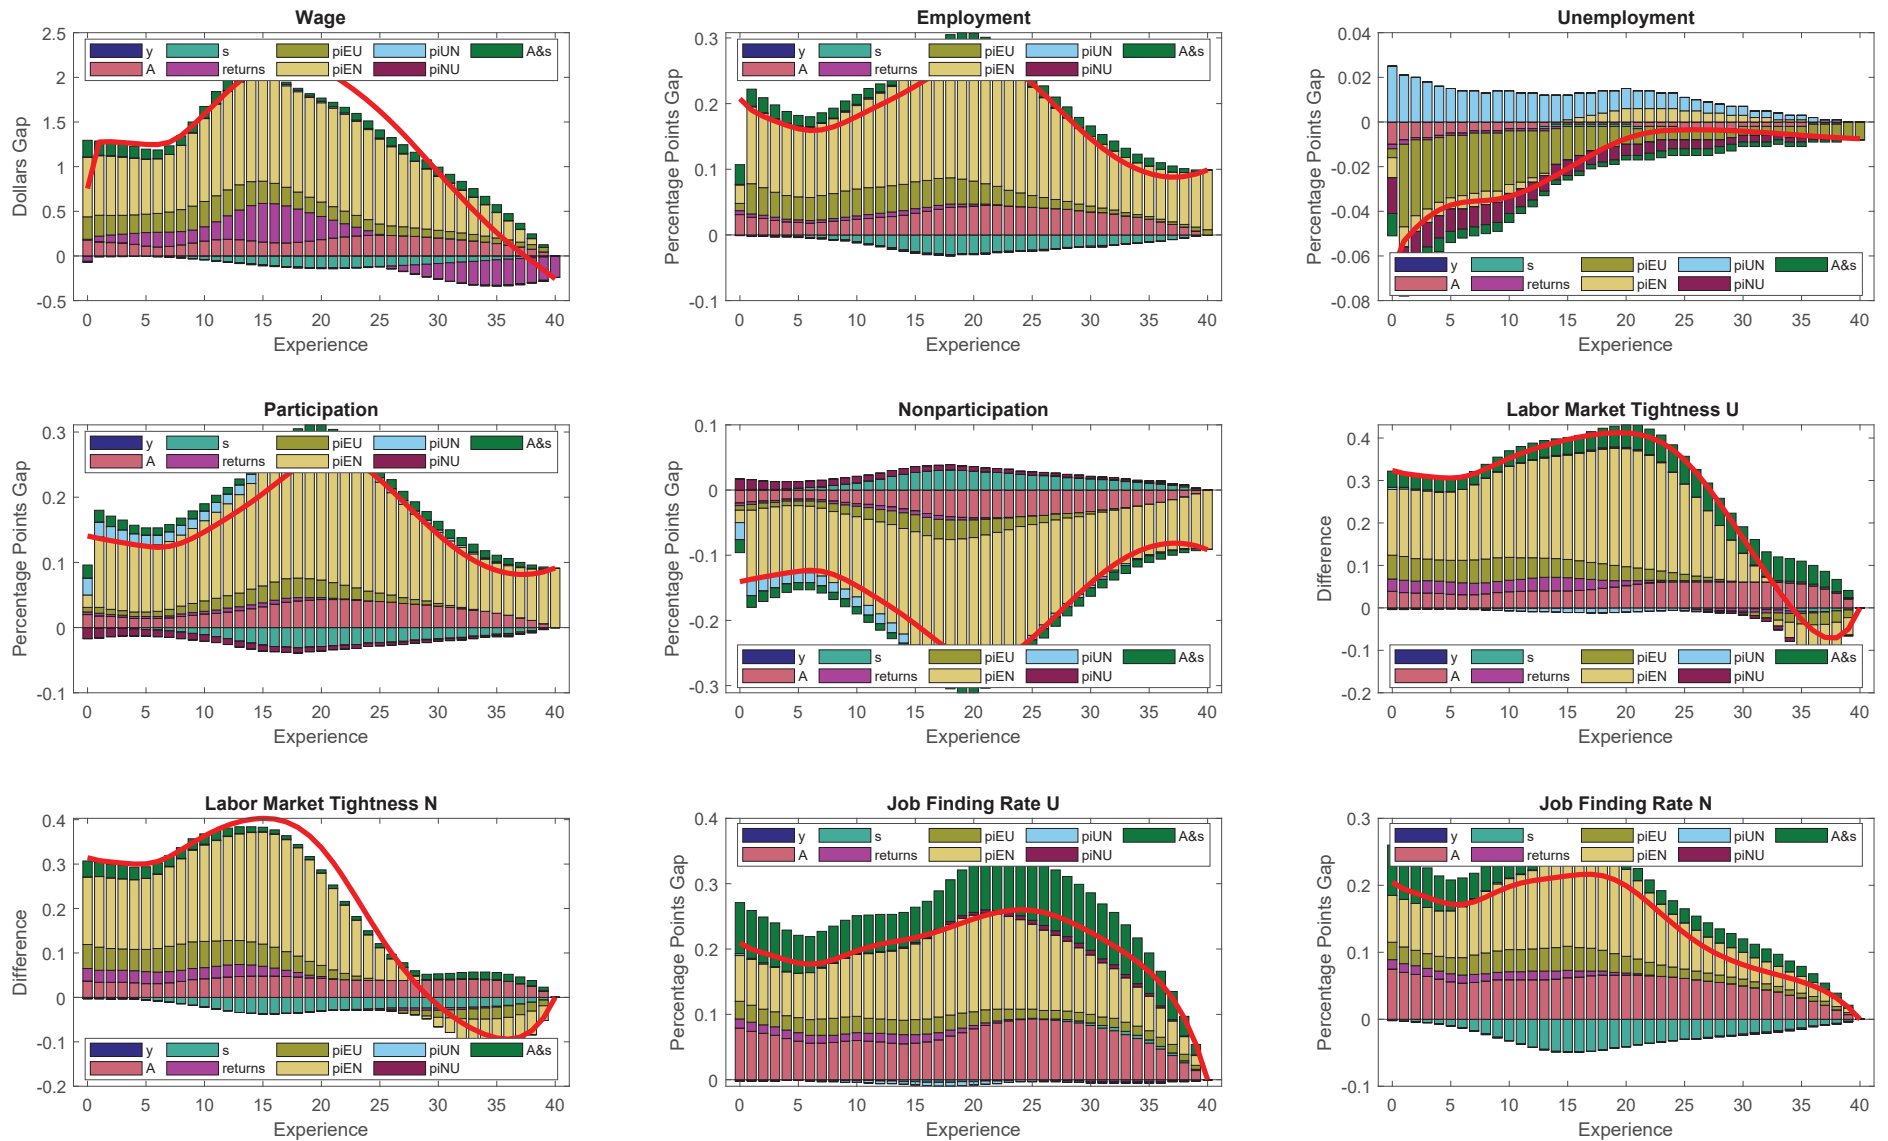 Wage
Dollars Gap
2.5
2
1.5
1
0.5
0
-0.5
y s piEU piUN A&s
A returns piEN piNU
0 5 10 15 20 25 30 35 40
Experience
Employment
Percentage Points Gap
0.3
0.2
0.1
0
-0.1
y s piEU piUN A&s
A returns piEN piNU
0 5 10 15 20 25 30 35 40
Experience
Unemployment
Percentage Points Gap
0.04
0.02
0
-0.02
-0.04
-0.06
-0.08
y s piEU piUN A&s
A returns piEN piNU
0 5 10 15 20 25 30 35 40
Experience
Participation
Percentage Points Gap
0.3
0.2
0.1
0
-0.1
y s piEU piUN A&s
A returns piEN piNU
0 5 10 15 20 25 30 35 40
Experience
Nonparticipation
Percentage Points Gap
0.1
0
-0.1
-0.2
-0.3
y s piEU piUN A&s
A returns piEN piNU
0 5 10 15 20 25 30 35 40
Experience
Labor Market Tightness U
Difference
0.4
0.3
0.2
0.1
0
-0.1
-0.2
y s piEU piUN A&s
A returns piEN piNU
0 5 10 15 20 25 30 35 40
Experience
Labor Market Tightness N
Difference
0.4
0.3
0.2
0.1
0
-0.1
-0.2
y s piEU piUN A&s
A returns piEN piNU
0 5 10 15 20 25 30 35 40
Experience
Job Finding Rate U
Percentage Points Gap
0.4
0.3
0.2
0.1
0
y s piEU piUN A&s
A returns piEN piNU
0 5 10 15 20 25 30 35 40
Experience
Job Finding Rate N
Percentage Points Gap
0.3
0.2
0.1
0
-0.1
y s piEU piUN A&s
A returns piEN piNU
0 5 10 15 20 25 30 35 40
Experience